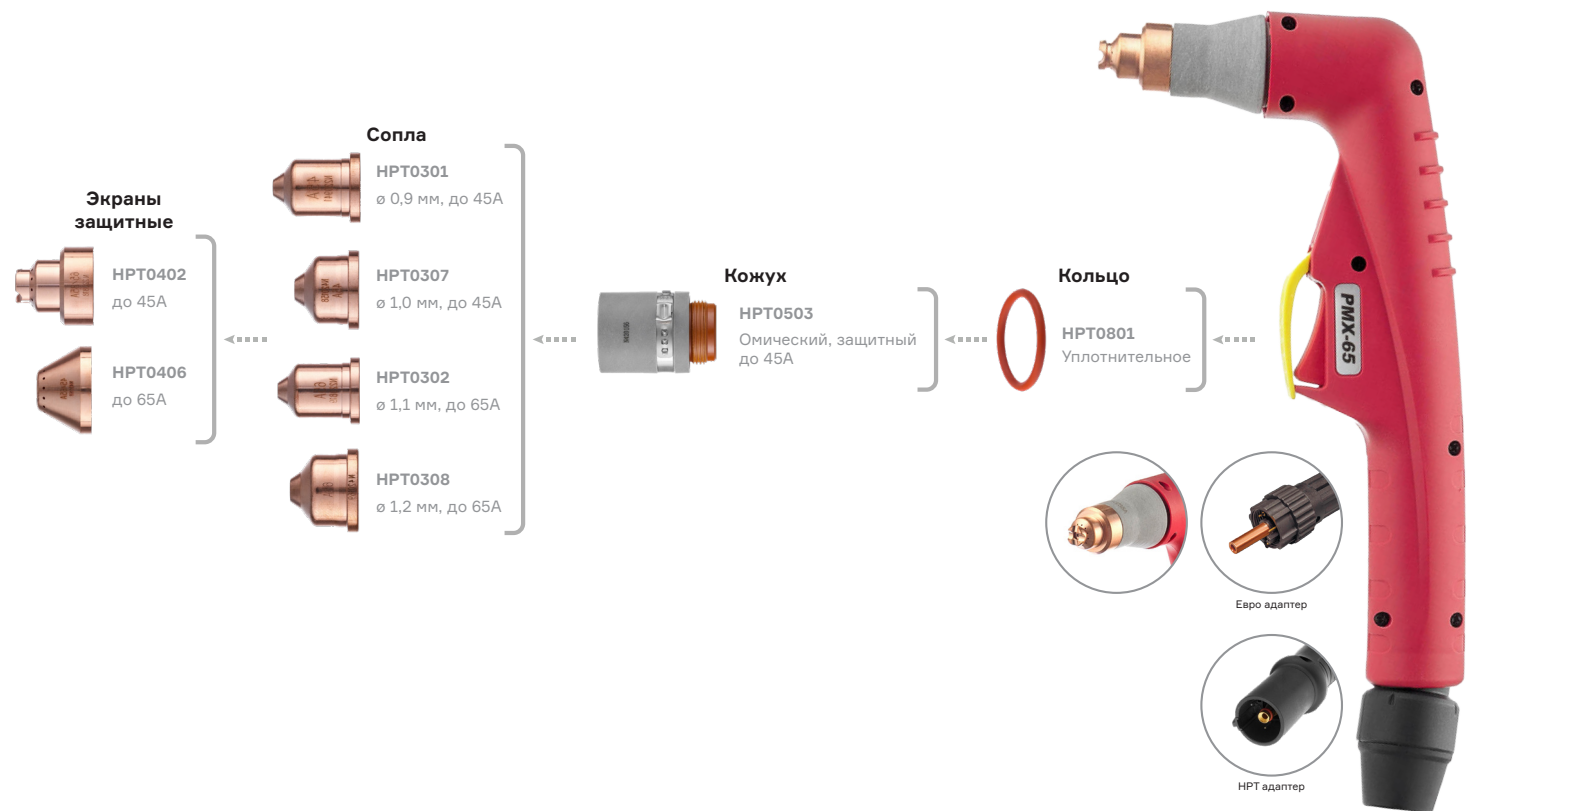 Экраны
защитные
HPT0402
до 45А
HPT0406
до 65А
Сопла
HPT0301
ø 0,9 мм, до 45А
HPT0307
ø 1,0 мм, до 45А
HPT0302
ø 1,1 мм, до 65А
HPT0308
ø 1,2 мм, до 65А
Кожух
HPT0503
Омический, защитный
до 45А
Кольцо
HPT0801
Уплотнительное
PMX-65
Евро адаптер
HPT адаптер